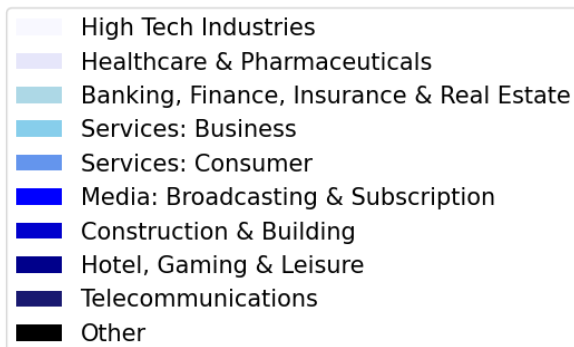 High Tech Industries
Healthcare & Pharmaceuticals
Banking, Finance, Insurance & Real Estate
Services: Business
Services: Consumer
Media: Broadcasting & Subscription
Construction & Building
Hotel, Gaming & Leisure
Telecommunications
Other